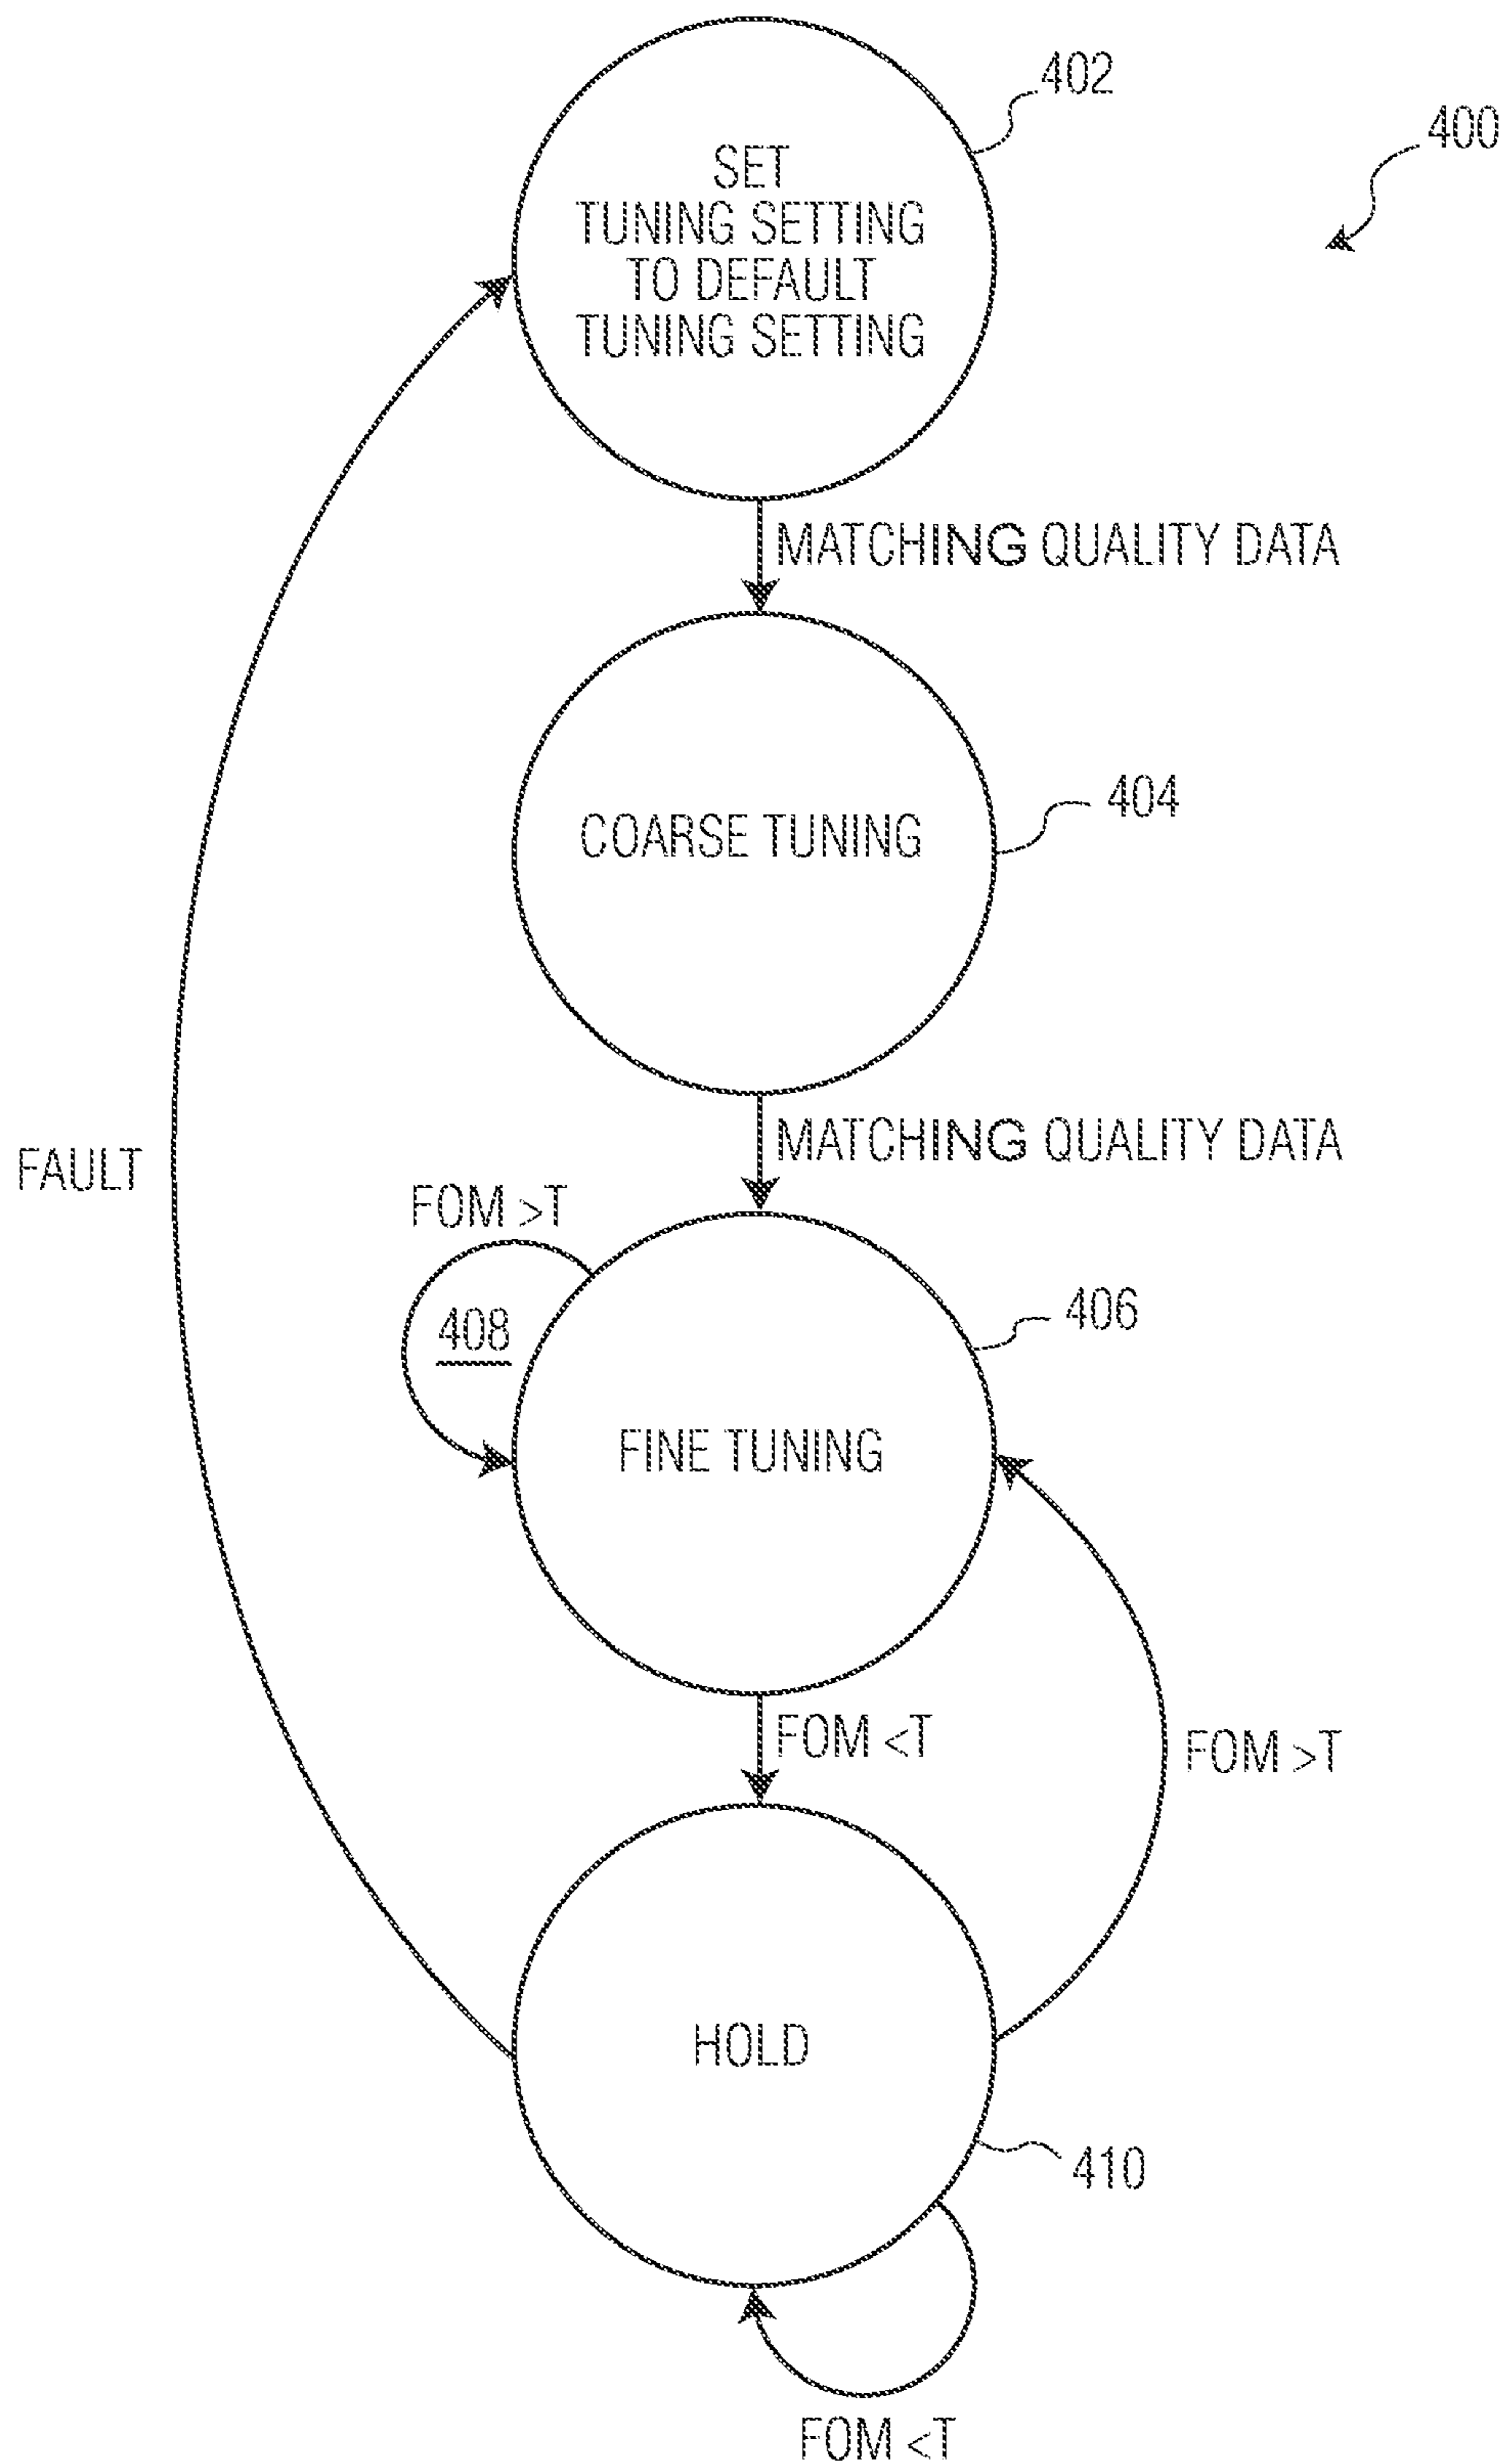 402
400
SET
TUNING SETTING
TO DEFAULT
TUNING SETTING
MATCHING QUALITY DATA
404
COARSE TUNING
MATCHING QUALITY DATA
FAULT
FOM >T
408
406
FINE TUNING
FOM <T
FOM >T
HOLD
410
FOM <T